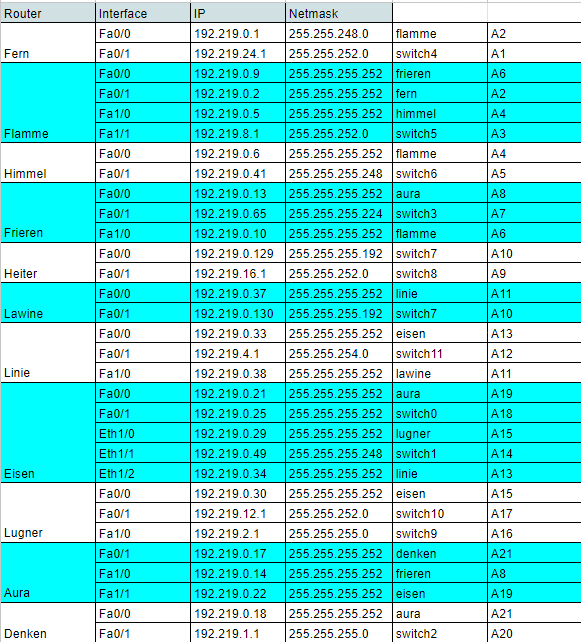 Router Interface IP Netmask
Fa0/0 192.219.0.1 255.255.248.0 flamme A2
Fern Fa0/1 192.219.24.1 255.255.252.0 switch4 A1
Fa0/0 192.219.0.9 255.255.255.252 frieren A6
Fa0/1 192.219.0.2 255.255.255.252 fern A2
Fa1/0 192.219.0.5 255.255.255.252 himmel A4
Flamme Fa1/1 192.219.8.1 255.255.252.0 switch5 A3
Fa0/0 192.219.0.6 255.255.255.252 flamme A4
Himmel Fa0/1 192.219.0.41 255.255.255.248 switch6 A5
Fa0/0 192.219.0.13 255.255.255.252 aura A8
Fa0/1 192.219.0.65 255.255.255.224 switch3 A7
Frieren Fa1/0 192.219.0.10 255.255.255.252 flamme A6
Fa0/0 192.219.0.129 255.255.255.192 switch7 A10
Heiter Fa0/1 192.219.16.1 255.255.252.0 switch8 A9
Fa0/0 192.219.0.37 255.255.255.252 linie A11
Lawine Fa0/1 192.219.0.130 255.255.255.192 switch7 A10
Fa0/0 192.219.0.33 255.255.255.252 eisen A13
Fa0/1 192.219.4.1 255.255.254.0 switch11 A12
Linie Fa1/0 192.219.0.38 255.255.255.252 lawine A11
Fa0/0 192.219.0.21 255.255.255.252 aura A19
Fa0/1 192.219.0.25 255.255.255.252 switch0 A18
Eth1/0 192.219.0.29 255.255.255.252 lugner A15
Eth1/1 192.219.0.49 255.255.255.248 switch1 A14
Eisen Eth1/2 192.219.0.34 255.255.255.252 linie A13
Fa0/0 192.219.0.30 255.255.255.252 eisen A15
Fa0/1 192.219.12.1 255.255.252.0 switch10 A17
Lugner Fa1/0 192.219.2.1 255.255.255.0 switch9 A16
Fa0/1 192.219.0.17 255.255.255.252 denken A21
Fa1/0 192.219.0.14 255.255.255.252 frieren A8
Aura Fa1/1 192.219.0.22 255.255.255.252 eisen A19
Fa0/0 192.219.0.18 255.255.255.252 aura A21
Denken Fa0/1 192.219.1.1 255.255.255.0 switch2 A20